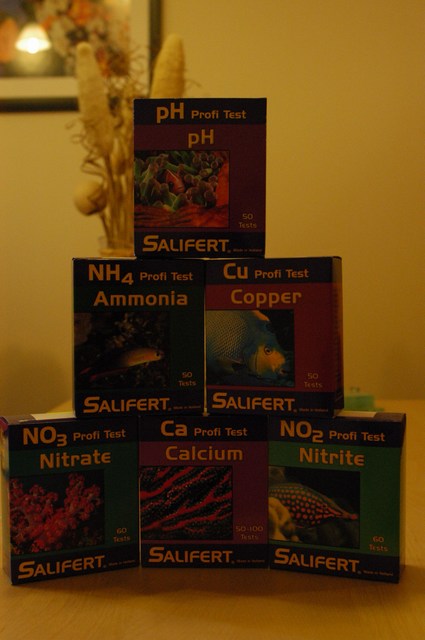 pH Profi Test
pH
50
Tests
SALIFERT
NH4 Profi Test
Ammonia
50
Tests
SALIFERT
Cu Profi Test
Copper
50
Tests
SALIFERT
NO3 Profi Test
Nitrate
60
Tests
SALIFERT
Ca Profi Test
Calcium
50-100
Tests
SALIFERT
NO2 Profi Test
Nitrite
60
Tests
SALIFERT